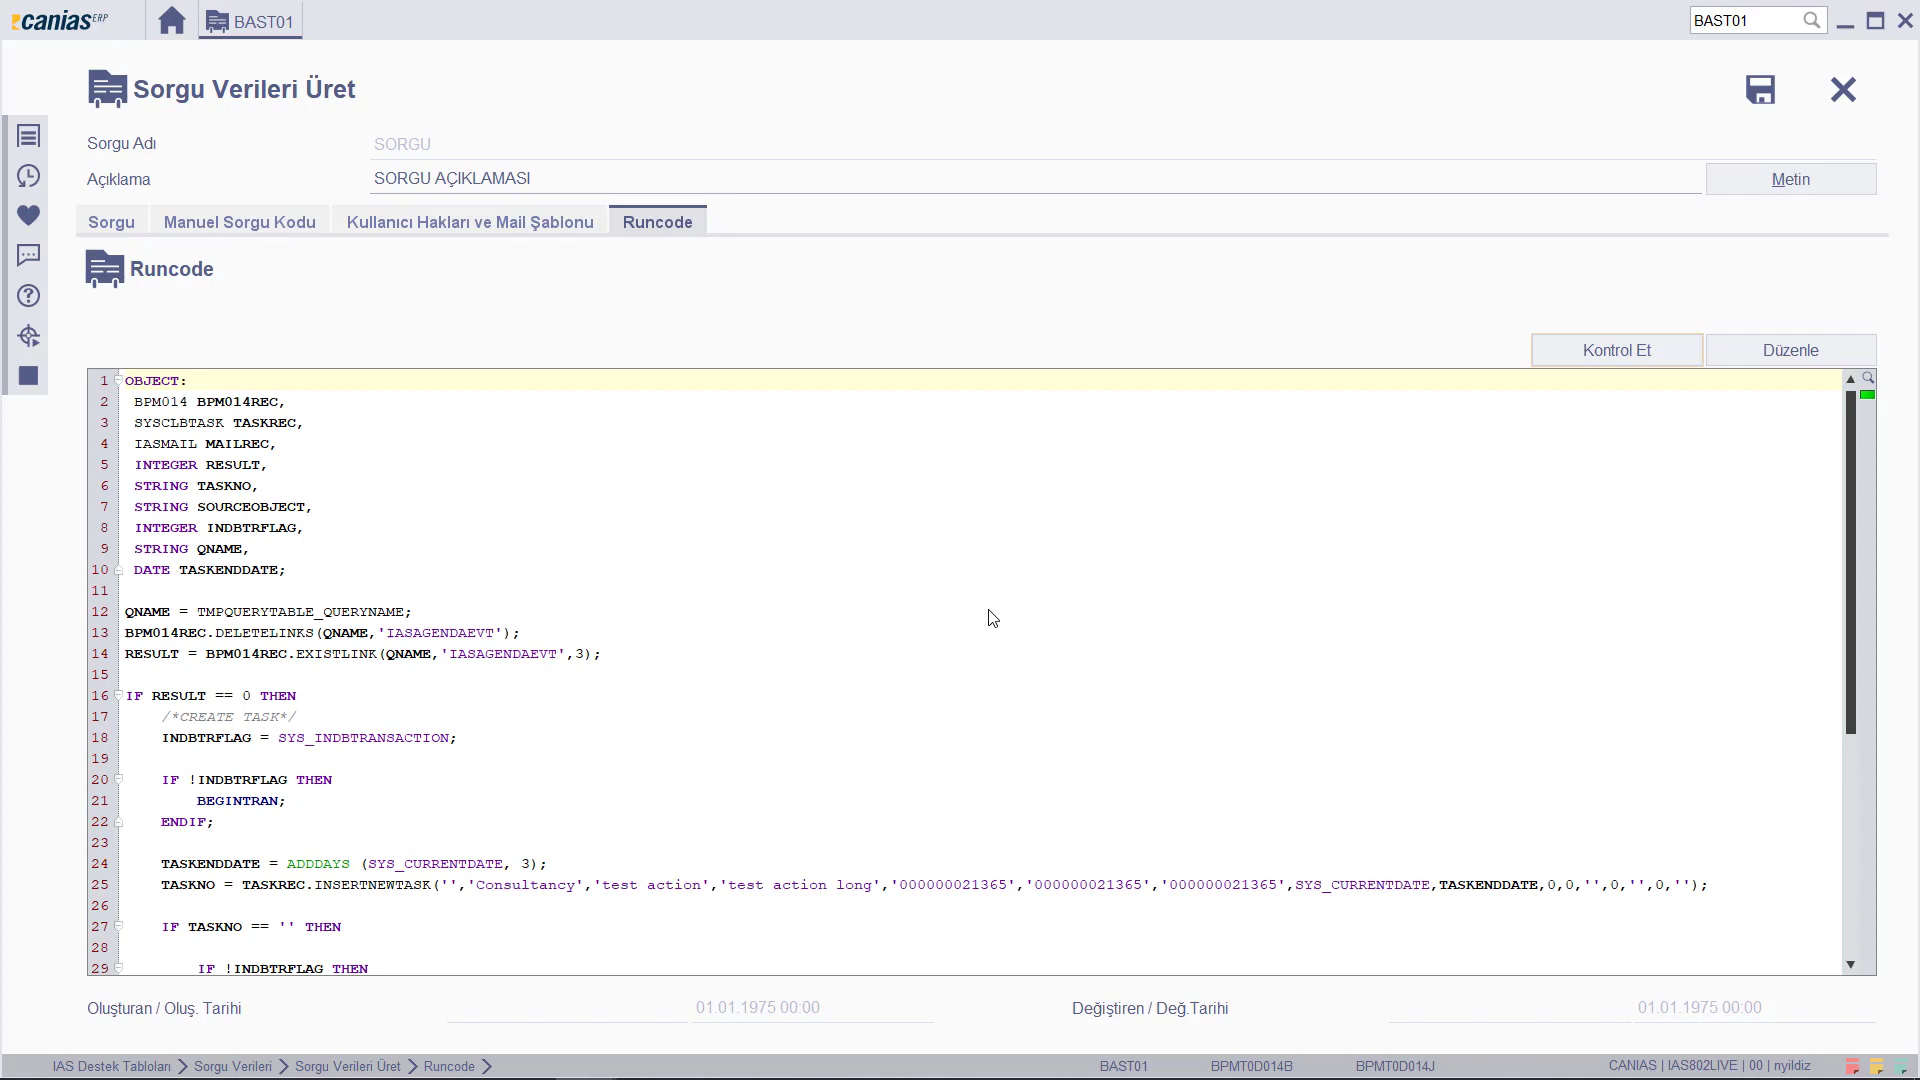 canias ERP
BAST01
BAST01
Sorgu Verileri Üret
Sorgu Adı SORGU
Açıklama SORGU AÇIKLAMASI Metin
Sorgu Manuel Sorgu Kodu Kullanıcı Hakları ve Mail Şablonu Runcode
Runcode
Kontrol Et Düzenle
1 OBJECT:
2 BPM014 BPM014REC,
3 SYSCLBTASK TASKREC,
4 IASMAIL MAILREC,
5 INTEGER RESULT,
6 STRING TASKNO,
7 STRING SOURCEOBJECT,
8 INTEGER INDBTRFLAG,
9 STRING QNAME,
10 DATE TASKENDDATE;
11
12 QNAME = TMPQUERYTABLE_QUERYNAME;
13 BPM014REC.DELETELINKS(QNAME,'IASAGENDAEVT');
14 RESULT = BPM014REC.EXISTLINK(QNAME,'IASAGENDAEVT',3);
15
16 IF RESULT == 0 THEN
17 /*CREATE TASK*/
18 INDBTRFLAG = SYS_INDBTRANSACTION;
19
20 IF !INDBTRFLAG THEN
21 BEGINTRAN;
22 ENDIF;
23
24 TASKENDDATE = ADDDAYS (SYS_CURRENTDATE, 3);
25 TASKNO = TASKREC.INSERTNEWTASK('','Consultancy','test action','test action long','000000021365','000000021365','000000021365',SYS_CURRENTDATE,TASKENDDATE,0,0,'',0,'',0,'');
26
27 IF TASKNO == '' THEN
28
29 IF !INDBTRFLAG THEN
Oluşturan / Oluş. Tarihi 01.01.1975 00:00 Değiştiren / Değ.Tarihi 01.01.1975 00:00
IAS Destek Tabloları Sorgu Verileri Sorgu Verileri Üret Runcode BAST01 BPMT0D014B BPMT0D014J CANIAS | IAS802LIVE | 00 | nyildiz